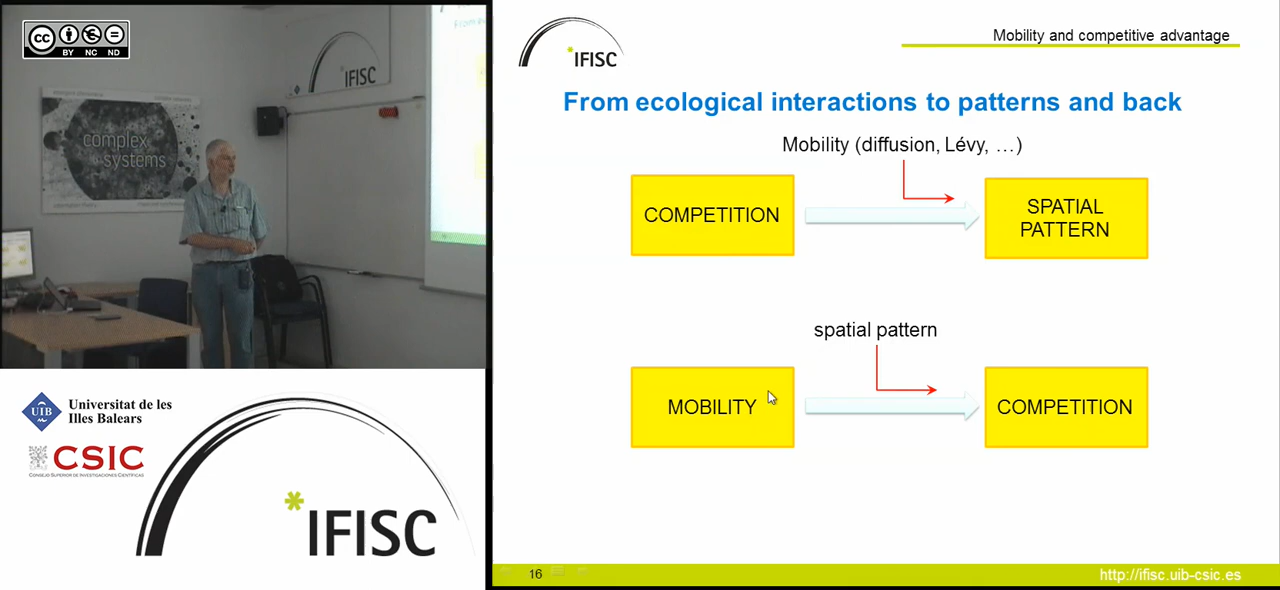 CC
BY NC ND
IFISC
complex
systems
UIB
Universitat de les
Illes Balears
CSIC
CONSEJO SUPERIOR DE INVESTIGACIONES CIENTÍFICAS
*IFISC
*IFISC
Mobility and competitive advantage
From ecological interactions to patterns and back
Mobility (diffusion, Lévy, …)
COMPETITION
SPATIAL
PATTERN
spatial pattern
MOBILITY
COMPETITION
16
http://ifisc.uib-csic.es